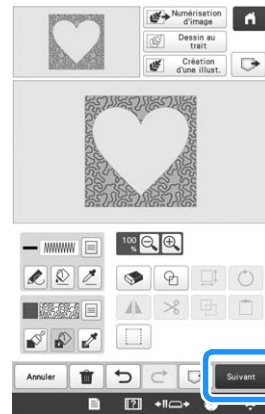 Numérisation
d'image
Dessin au
trait
Création
d'une illust.
100
%
Annuler
Suivant